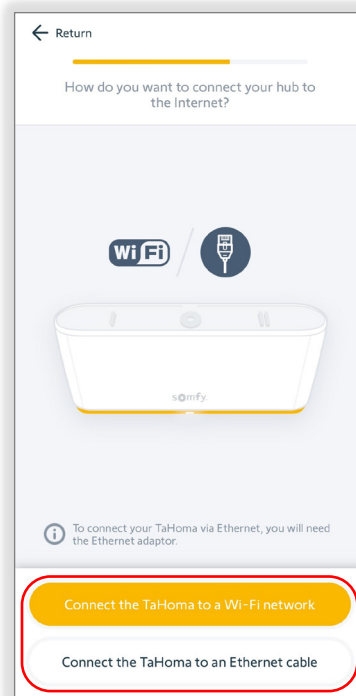 Return
How do you want to connect your hub to
the Internet?
Wi Fi
somfy
To connect your TaHoma via Ethernet, you will need
the Ethernet adaptor.
Connect the TaHoma to a Wi-Fi network
Connect the TaHoma to an Ethernet cable